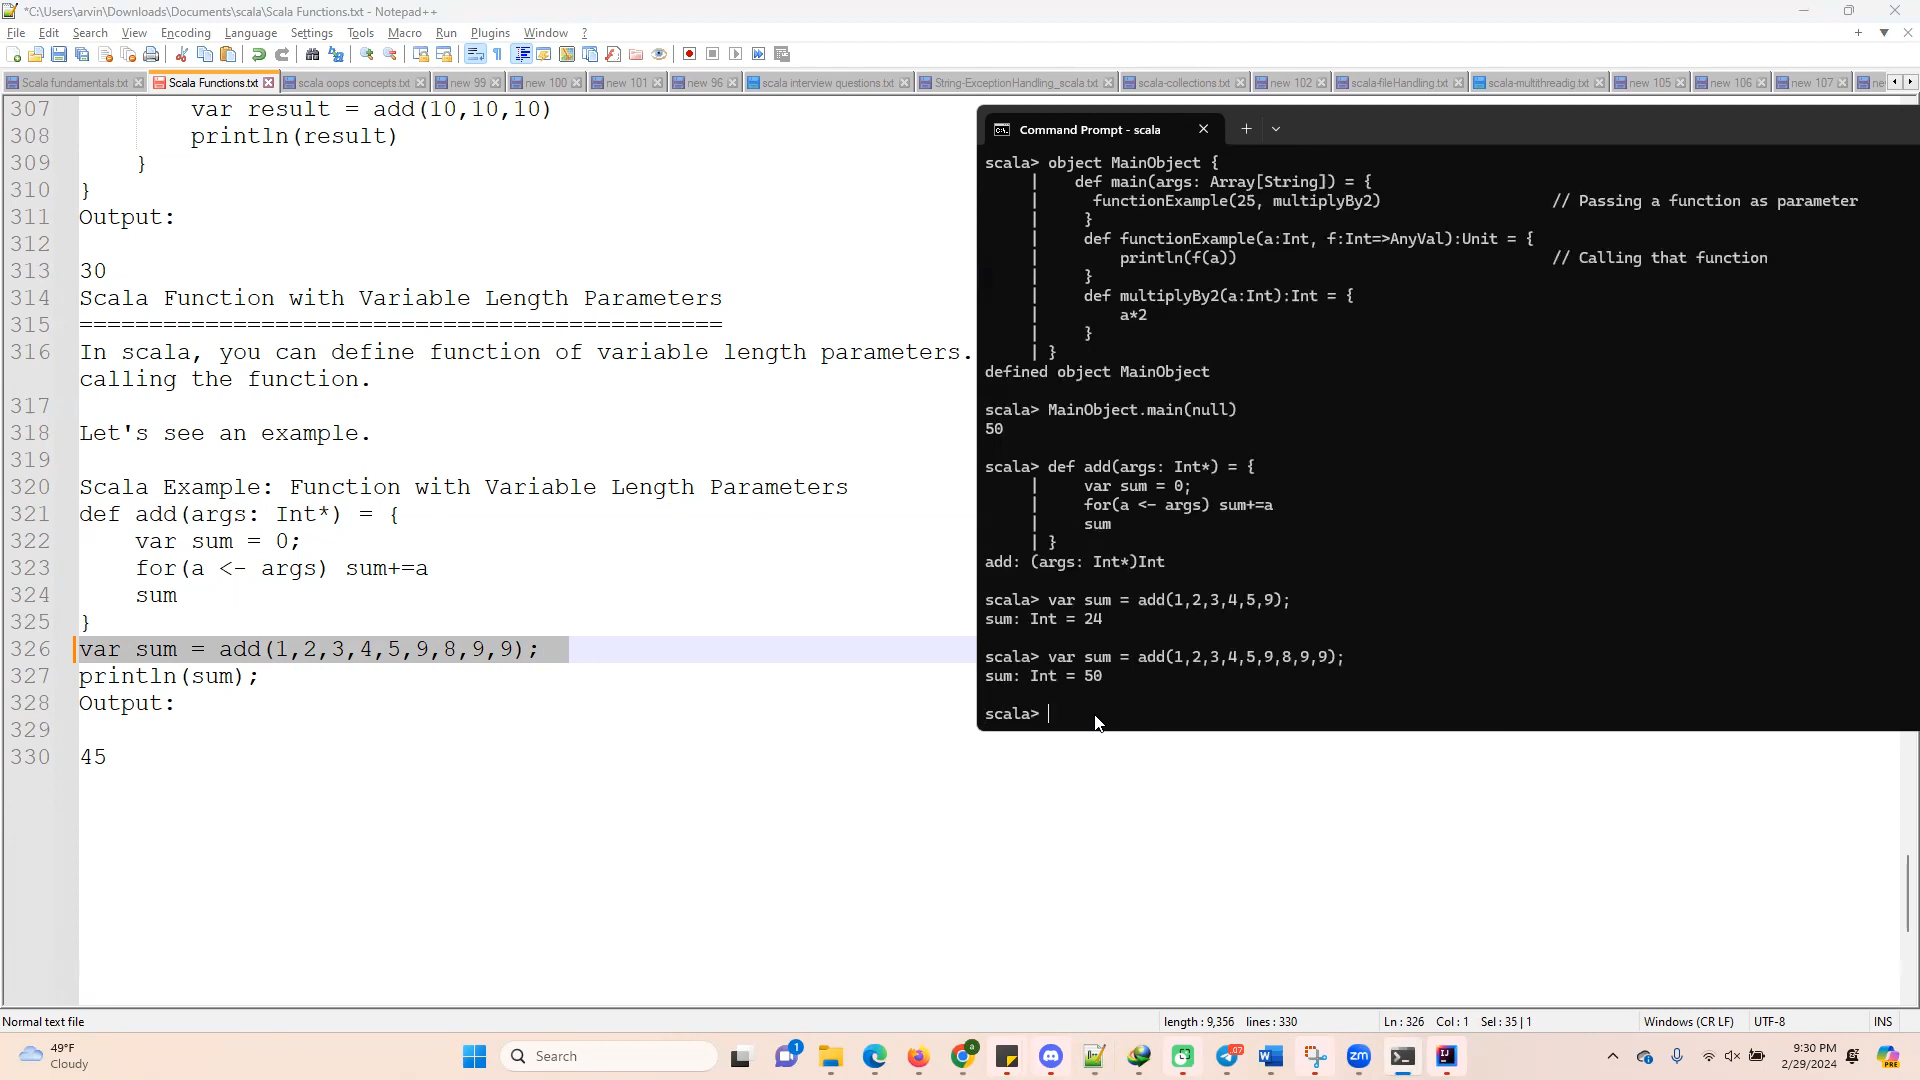 *C:\Users\arvin\Downloads\Documents\scala\Scala Functions.txt - Notepad++
File Edit Search View Encoding Language Settings Tools Macro Run Plugins Window ?
Scala fundamentals.txt Scala Functions.txt scala oops concepts.txt new 99 new 100 new 101 new 96 scala interview questions.txt String-ExceptionHandling_scala.txt scala-collections.txt new 102 scala-fileHandling.txt scala-multithreadig.txt new 105 new 106 new 107 ne
307 var result = add(10,10,10)
308 println(result)
309 }
310 }
311 Output:
312
313 30
314 Scala Function with Variable Length Parameters
315 ==============================================
316 In scala, you can define function of variable length parameters.
calling the function.
317
318 Let's see an example.
319
320 Scala Example: Function with Variable Length Parameters
321 def add(args: Int*) = {
322 var sum = 0;
323 for(a <- args) sum+=a
324 sum
325 }
326 var sum = add(1,2,3,4,5,9,8,9,9);
327 println(sum);
328 Output:
329
330 45
Command Prompt - scala
scala> object MainObject {
| def main(args: Array[String]) = {
| functionExample(25, multiplyBy2) // Passing a function as parameter
| }
| def functionExample(a:Int, f:Int=>AnyVal):Unit = {
| println(f(a)) // Calling that function
| }
| def multiplyBy2(a:Int):Int = {
| a*2
| }
| }
defined object MainObject
scala> MainObject.main(null)
50
scala> def add(args: Int*) = {
| var sum = 0;
| for(a <- args) sum+=a
| sum
| }
add: (args: Int*)Int
scala> var sum = add(1,2,3,4,5,9);
sum: Int = 24
scala> var sum = add(1,2,3,4,5,9,8,9,9);
sum: Int = 50
scala>
Normal text file length : 9,356 lines : 330 Ln : 326 Col : 1 Sel : 35 | 1 Windows (CR LF) UTF-8 INS
49°F
Cloudy
Search
9:30 PM
2/29/2024